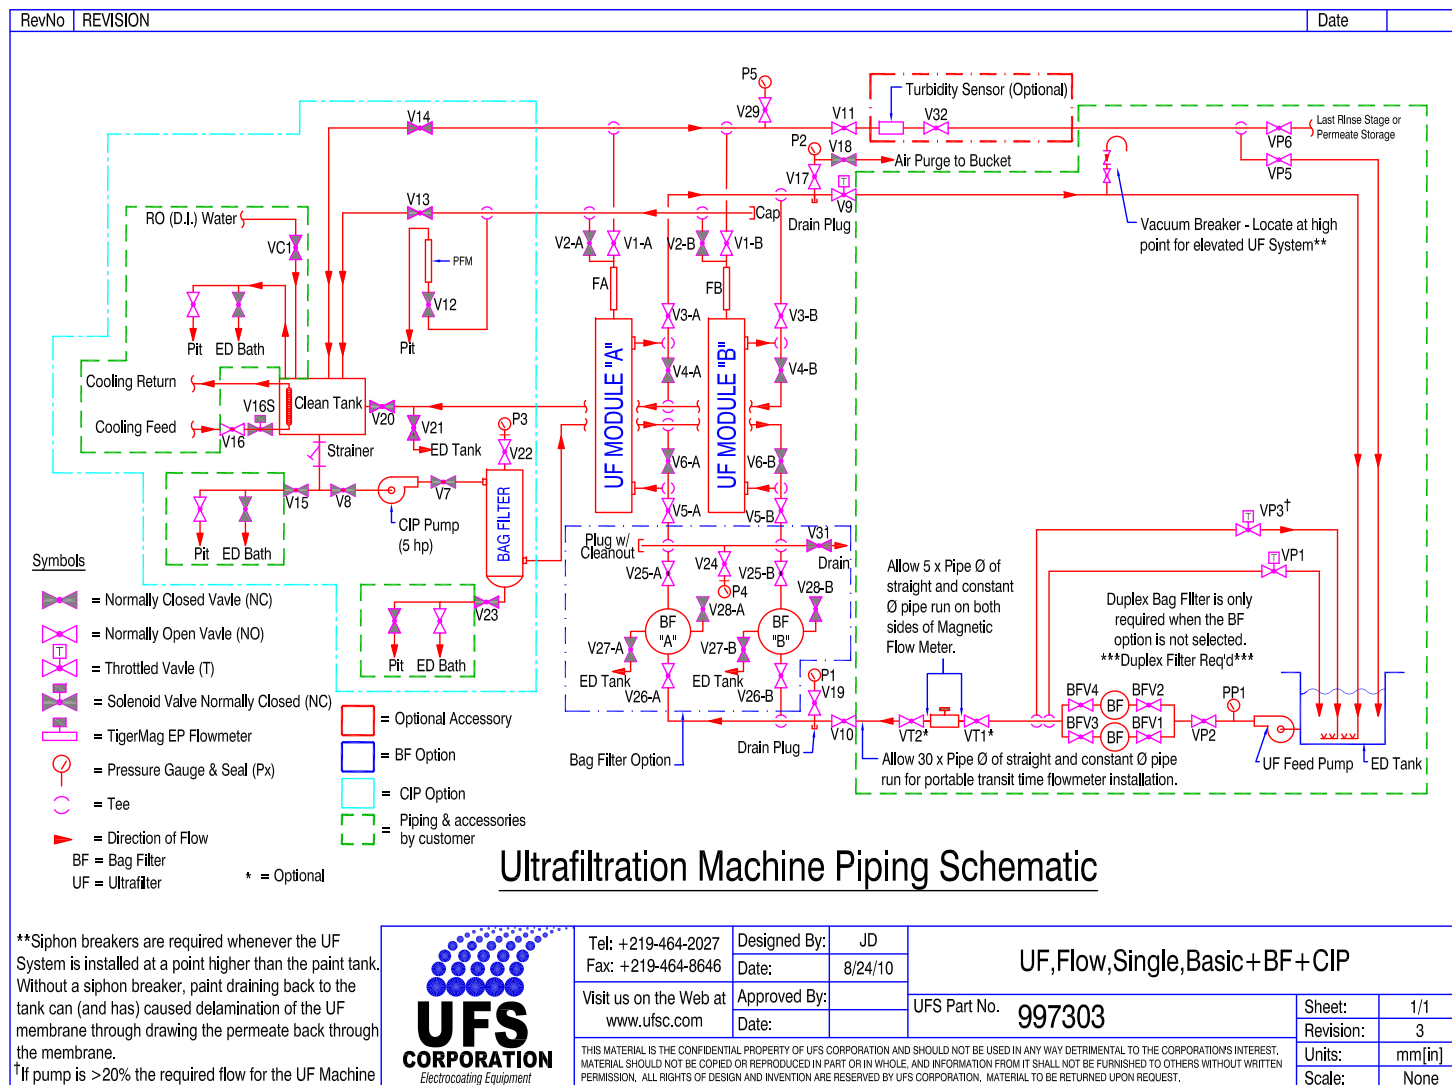 RevNo REVISION Date
P5
V14
V29
V11
Turbidity Sensor (Optional)
V32
Last RInse Stage or
Permeate Storage
VP6
VP5
P2
V18
Air Purge to Bucket
V17
V9
T
Drain Plug
Vacuum Breaker - Locate at high
point for elevated UF System**
RO (D.I.) Water
VC1
V13
Cap
V2-A
V1-A
V2-B
V1-B
PFM
V12
Pit
FA
FB
V3-A
V3-B
V4-A
V4-B
Pit
ED Bath
UF MODULE "A"
UF MODULE "B"
Cooling Return
Cooling Feed
V16S
V16
Clean Tank
V20
V21
ED Tank
P3
V22
Strainer
V6-A
V6-B
V5-A
V5-B
V15
V8
V7
CIP Pump
(5 hp)
BAG FILTER
Pit
ED Bath
V23
Pit
ED Bath
Plug w/
Cleanout
V31
Drain
V24
P4
V25-A
V25-B
V28-A
V28-B
BF
"A"
BF
"B"
V27-A
V27-B
ED Tank
ED Tank
V26-A
V26-B
P1
V19
V10
Drain Plug
Bag Filter Option
Allow 5 x Pipe Ø of
straight and constant
Ø pipe run on both
sides of Magnetic
Flow Meter.
VT2*
VT1*
Allow 30 x Pipe Ø of straight and constant Ø pipe
run for portable transit time flowmeter installation.
T
VP3†
T
VP1
Duplex Bag FIlter is only
required when the BF
option is not selected.
***Duplex Filter Req'd***
BFV4
BF
BFV2
BFV3
BF
BFV1
VP2
PP1
UF Feed Pump
ED Tank
Symbols
= Normally Closed Vavle (NC)
= Normally Open Vavle (NO)
T
= Throttled Vavle (T)
= Solenoid Valve Normally Closed (NC)
= TigerMag EP Flowmeter
= Pressure Gauge & Seal (Px)
= Tee
= Direction of Flow
BF = Bag Filter
UF = Ultrafilter
* = Optional
= Optional Accessory
= BF Option
= CIP Option
= Piping & accessories
by customer
Ultrafiltration Machine Piping Schematic
**Siphon breakers are required whenever the UF
System is installed at a point higher than the paint tank.
Without a siphon breaker, paint draining back to the
tank can (and has) caused delamination of the UF
membrane through drawing the permeate back through
the membrane.
†If pump is >20% the required flow for the UF Machine
UFS
CORPORATION
Electrocoating Equipment
Tel: +219-464-2027
Fax: +219-464-8646
Visit us on the Web at
www.ufsc.com
Designed By: JD
Date: 8/24/10
Approved By:
Date:
UF,Flow,Single,Basic+BF+CIP
UFS Part No. 997303
Sheet: 1/1
Revision: 3
Units: mm[in]
Scale: None
THIS MATERIAL IS THE CONFIDENTIAL PROPERTY OF UFS CORPORATION AND SHOULD NOT BE USED IN ANY WAY DETRIMENTAL TO THE CORPORATION'S INTEREST.
MATERIAL SHOULD NOT BE COPIED OR REPRODUCED IN PART OR IN WHOLE, AND INFORMATION FROM IT SHALL NOT BE FURNISHED TO OTHERS WITHOUT WRITTEN
PERMISSION, ALL RIGHTS OF DESIGN AND INVENTION ARE RESERVED BY UFS CORPORATION, MATERIAL TO BE RETURNED UPON REQUEST.